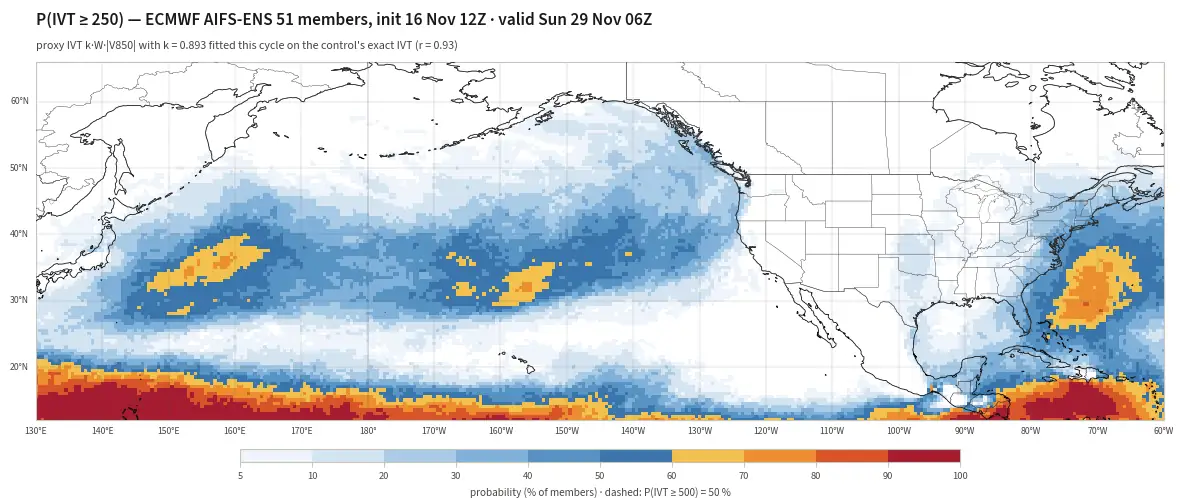 P(IVT ≥ 250) — ECMWF AIFS-ENS 51 members, init 16 Nov 12Z · valid Sun 29 Nov 06Z
proxy IVT k·W·|V850| with k = 0.893 fitted this cycle on the control's exact IVT (r = 0.93)
60°N
50°N
40°N
30°N
20°N
130°E 140°E 150°E 160°E 170°E 180° 170°W 160°W 150°W 140°W 130°W 120°W 110°W 100°W 90°W 80°W 70°W 60°W
5 10 20 30 40 50 60 70 80 90 100
probability (% of members) · dashed: P(IVT ≥ 500) = 50 %